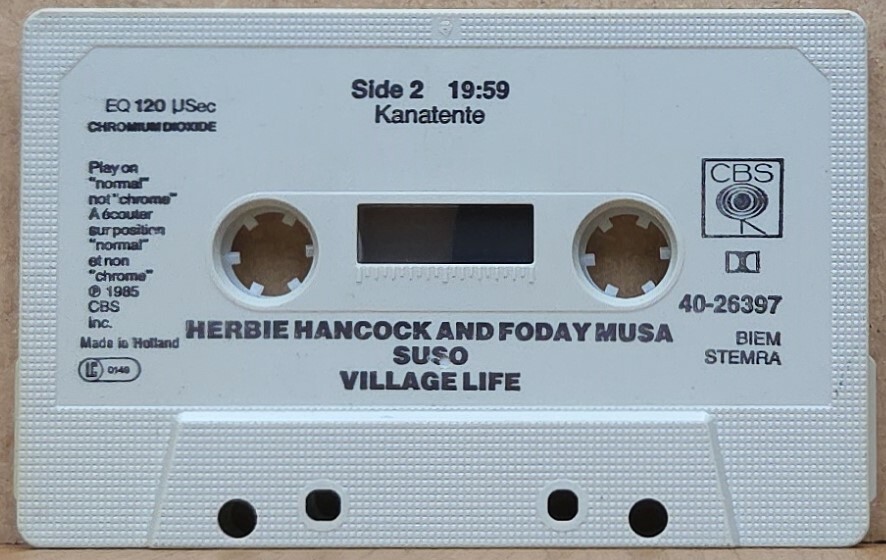 Side 2 19:59
Kanatente
EQ 120 µSec
CHROMIUM DIOXIDE
Play on
"normal"
not "chrome"
A écouter
sur position
"normal"
et non
"chrome"
℗ 1985
CBS
Inc.
Made in Holland
LC 0149
CBS
40-26397
BIEM
STEMRA
HERBIE HANCOCK AND FODAY MUSA
SUSO
VILLAGE LIFE